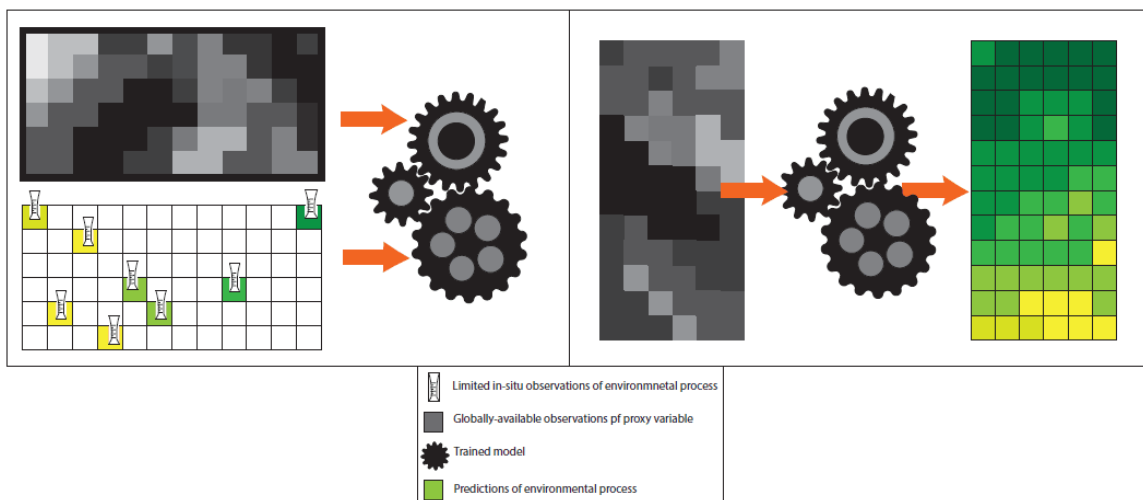 Limited in-situ observations of environmnetal process
Globally-available observations pf proxy variable
Trained model
Predictions of environmental process